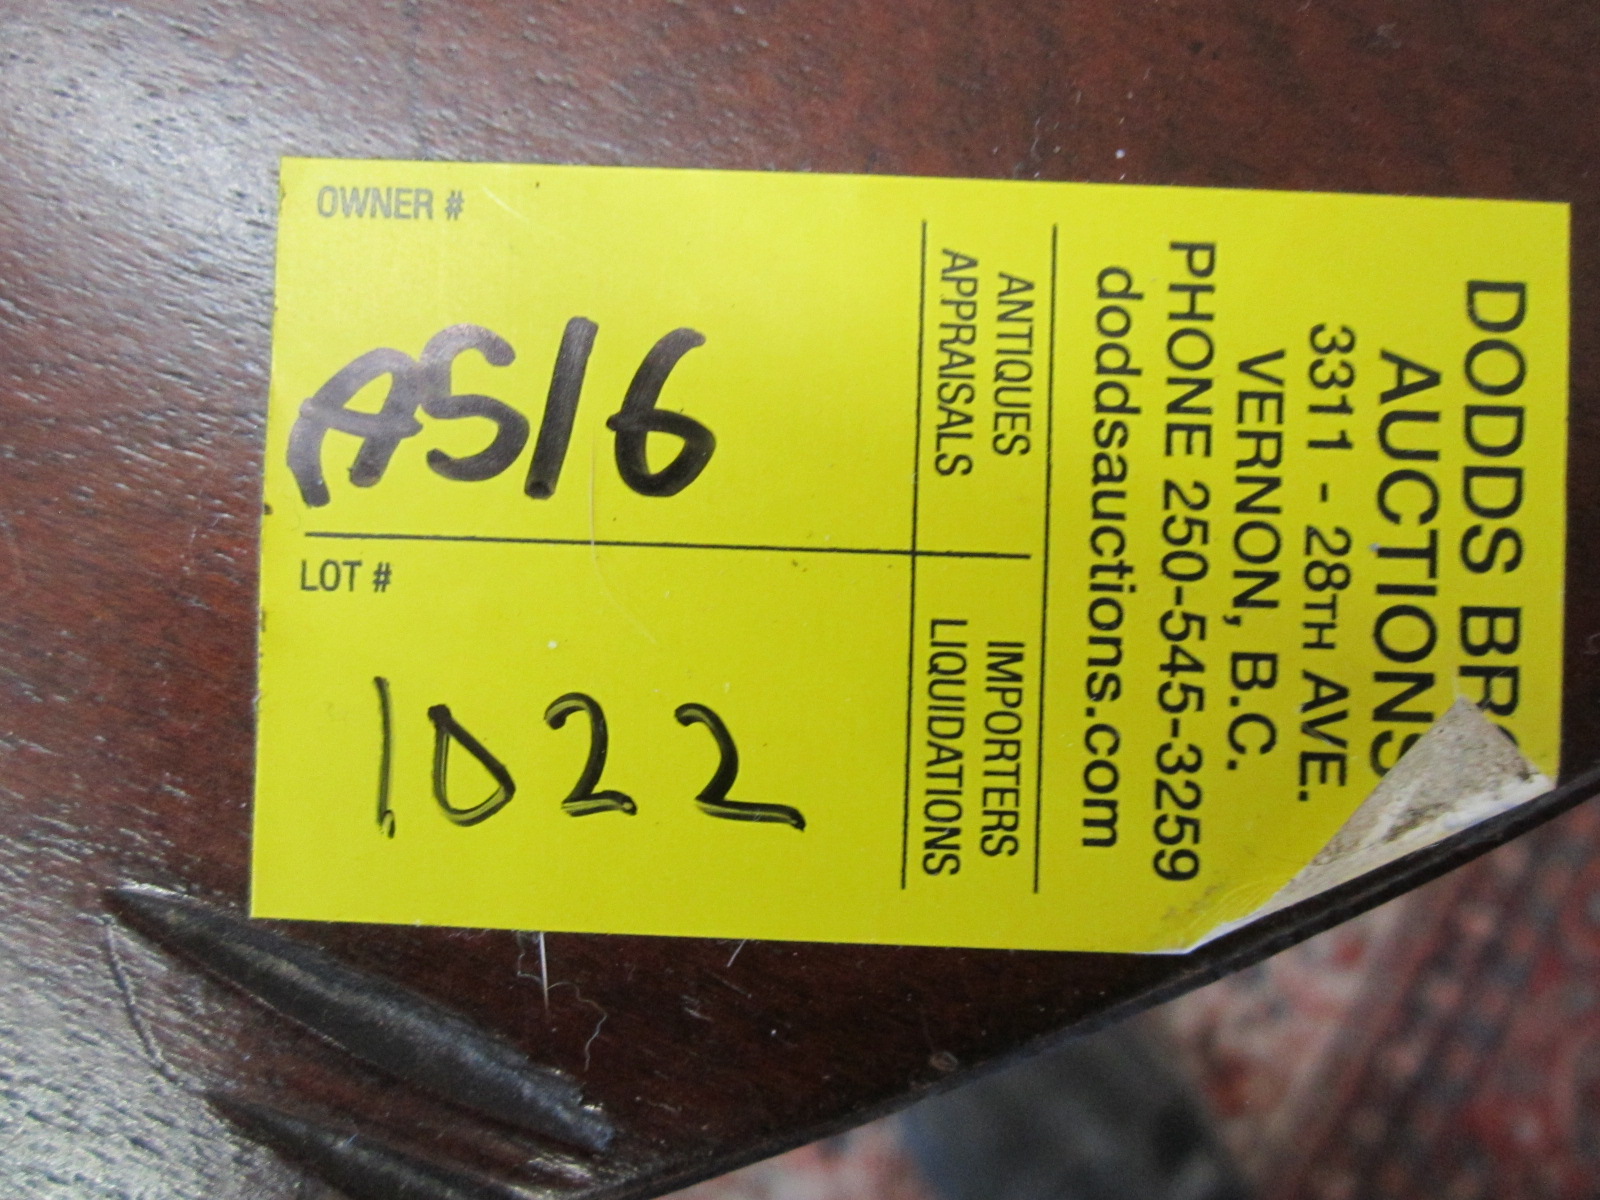 DODDS BRO
AUCTIONS
3311 - 28TH AVE.
VERNON, B.C.
PHONE 250-545-3259
doddsauctions.com
ANTIQUES
APPRAISALS
IMPORTERS
LIQUIDATIONS
OWNER #
AS16
LOT #
1022